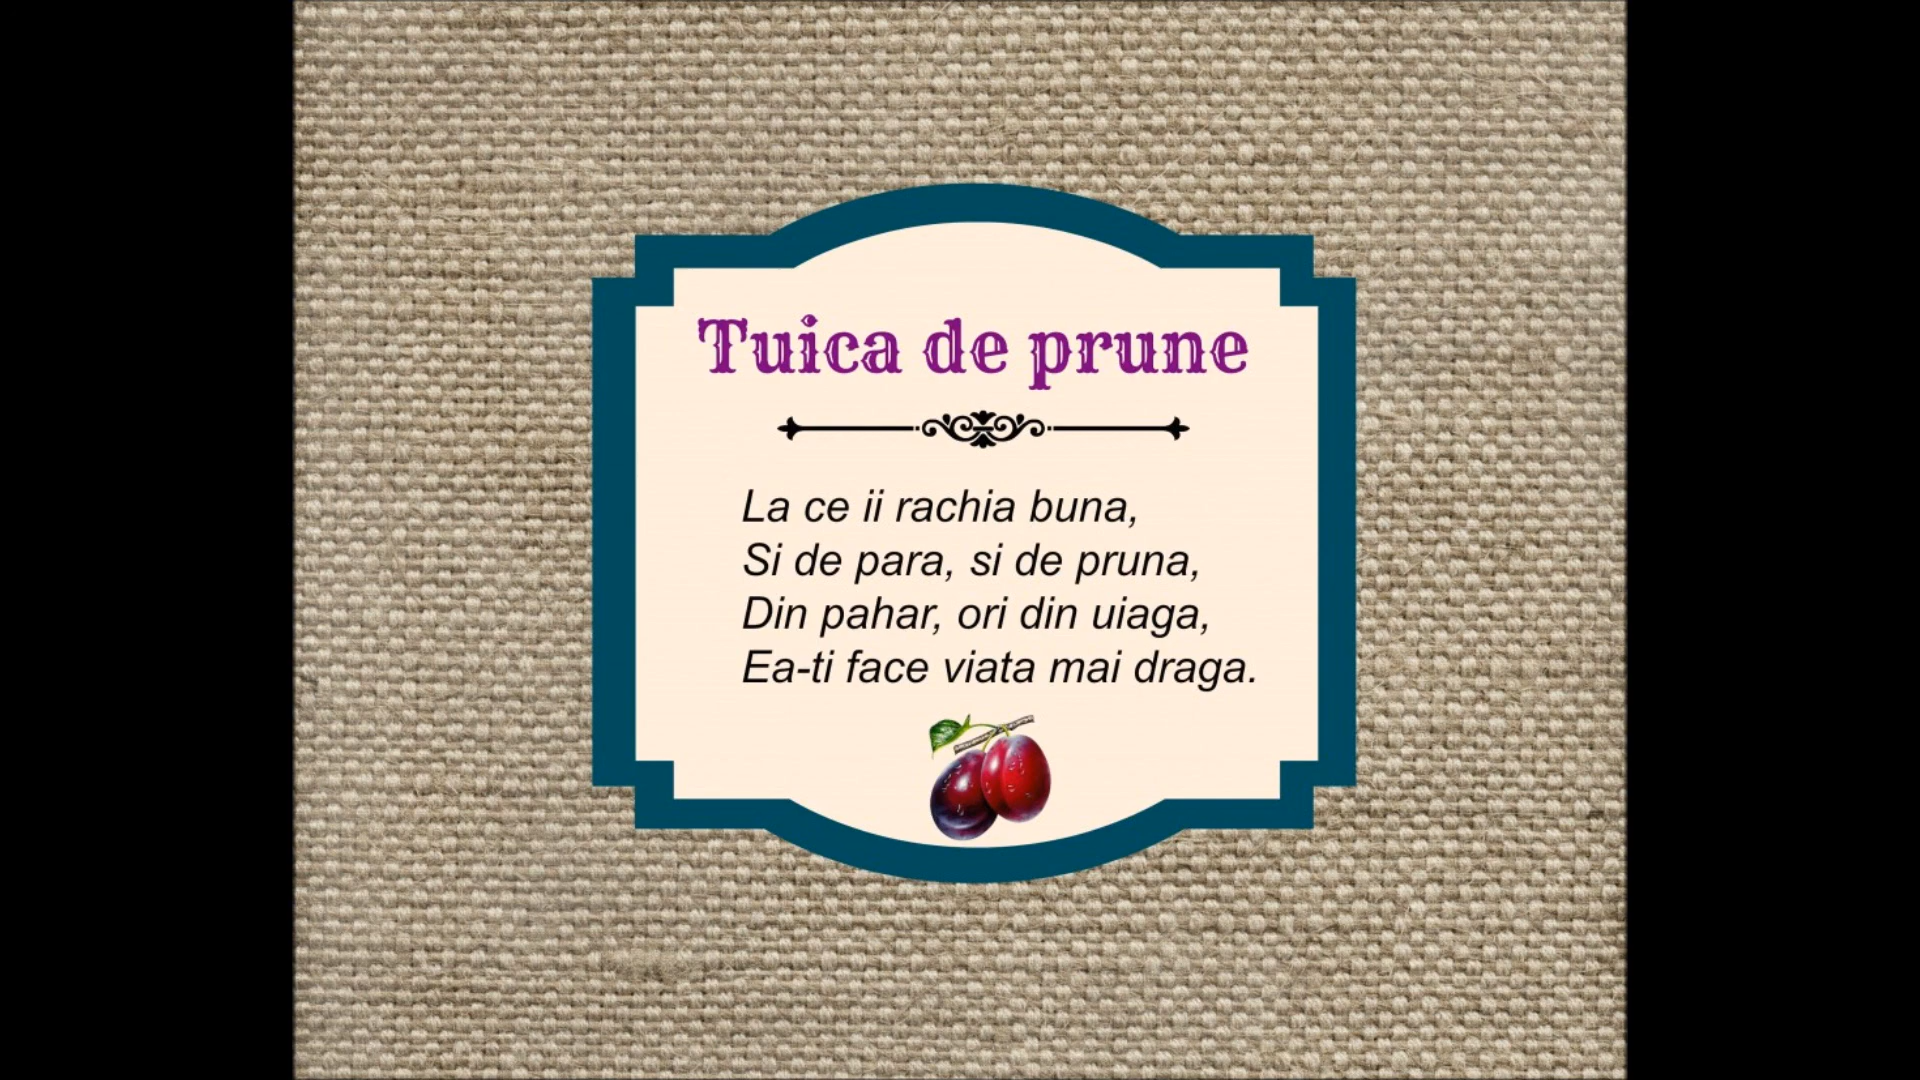 Tuica de prune
La ce ii rachia buna,
Si de para, si de pruna,
Din pahar, ori din uiaga,
Ea-ti face viata mai draga.